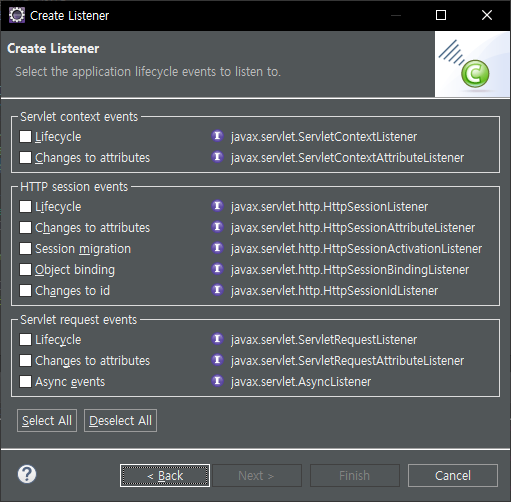 Create Listener
Create Listener
Select the application lifecycle events to listen to.
Servlet context events
Lifecycle javax.servlet.ServletContextListener
Changes to attributes javax.servlet.ServletContextAttributeListener
HTTP session events
Lifecycle javax.servlet.http.HttpSessionListener
Changes to attributes javax.servlet.http.HttpSessionAttributeListener
Session migration javax.servlet.http.HttpSessionActivationListener
Object binding javax.servlet.http.HttpSessionBindingListener
Changes to id javax.servlet.http.HttpSessionIdListener
Servlet request events
Lifecycle javax.servlet.ServletRequestListener
Changes to attributes javax.servlet.ServletRequestAttributeListener
Async events javax.servlet.AsyncListener
Select All Deselect All
? < Back Next > Finish Cancel